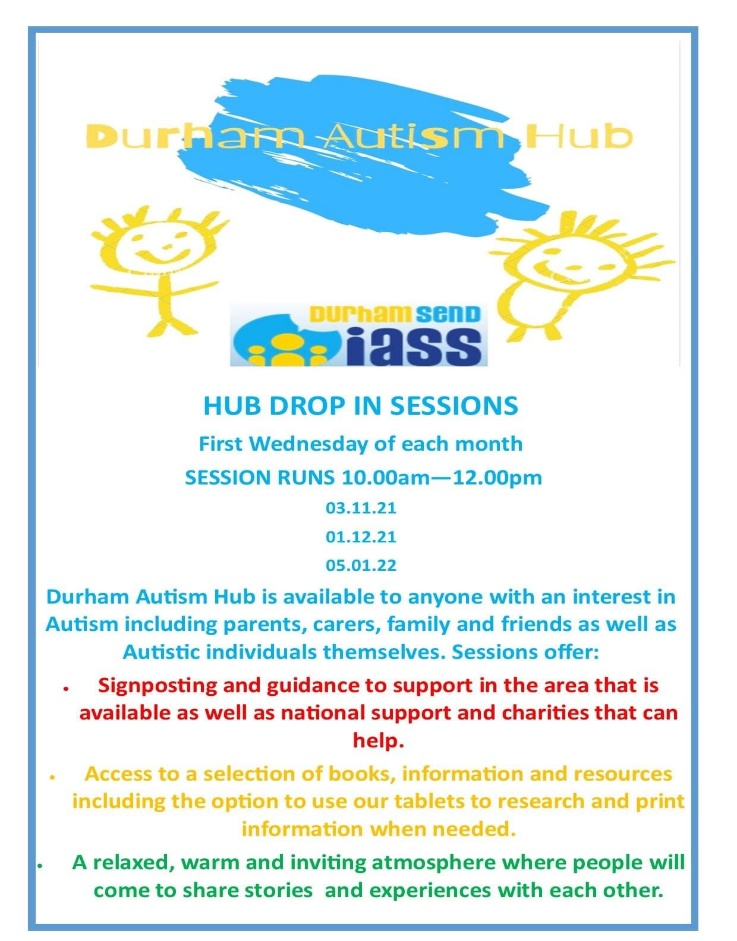 Durham Autism Hub
Durham SEND
iass
HUB DROP IN SESSIONS
First Wednesday of each month
SESSION RUNS 10.00am—12.00pm
03.11.21
01.12.21
05.01.22
Durham Autism Hub is available to anyone with an interest in
Autism including parents, carers, family and friends as well as
Autistic individuals themselves. Sessions offer:
• Signposting and guidance to support in the area that is
available as well as national support and charities that can
help.
• Access to a selection of books, information and resources
including the option to use our tablets to research and print
information when needed.
• A relaxed, warm and inviting atmosphere where people will
come to share stories  and experiences with each other.